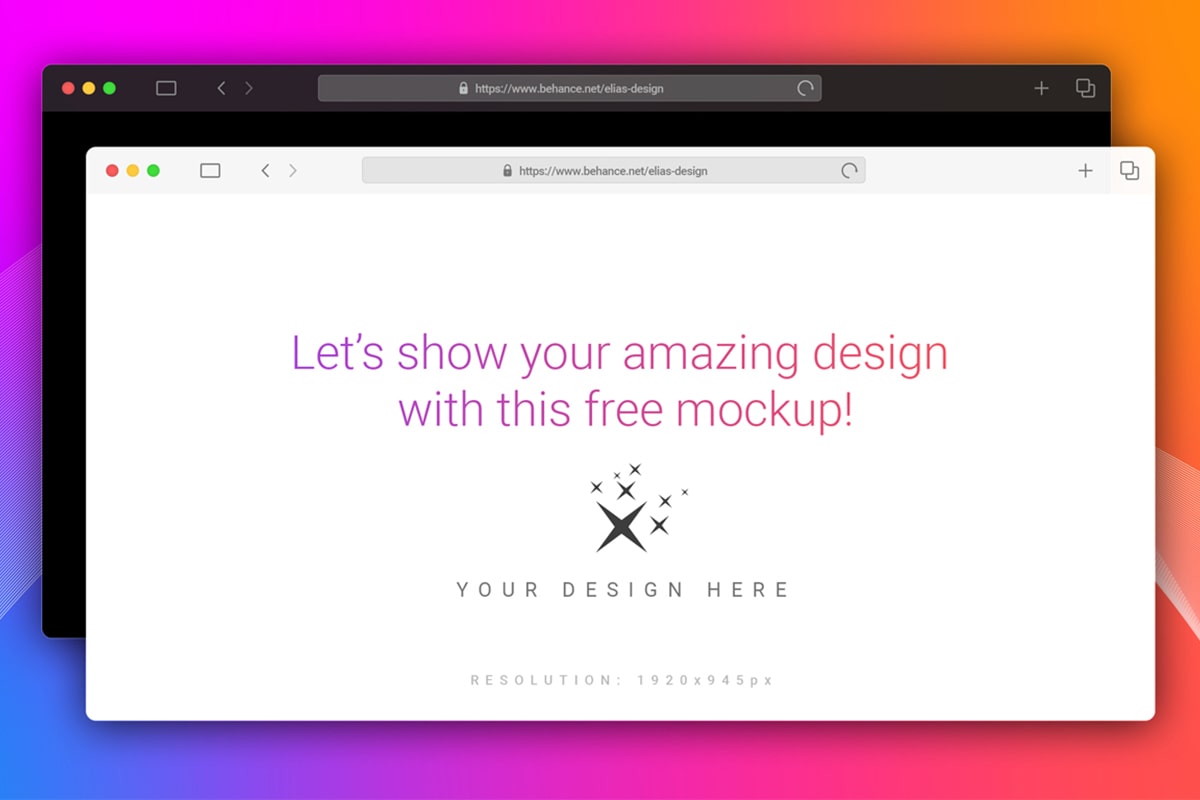 https://www.behance.net/elias-design
https://www.behance.net/elias-design
Let’s show your amazing design
with this free mockup!
YOUR DESIGN HERE
RESOLUTION: 1920x945px